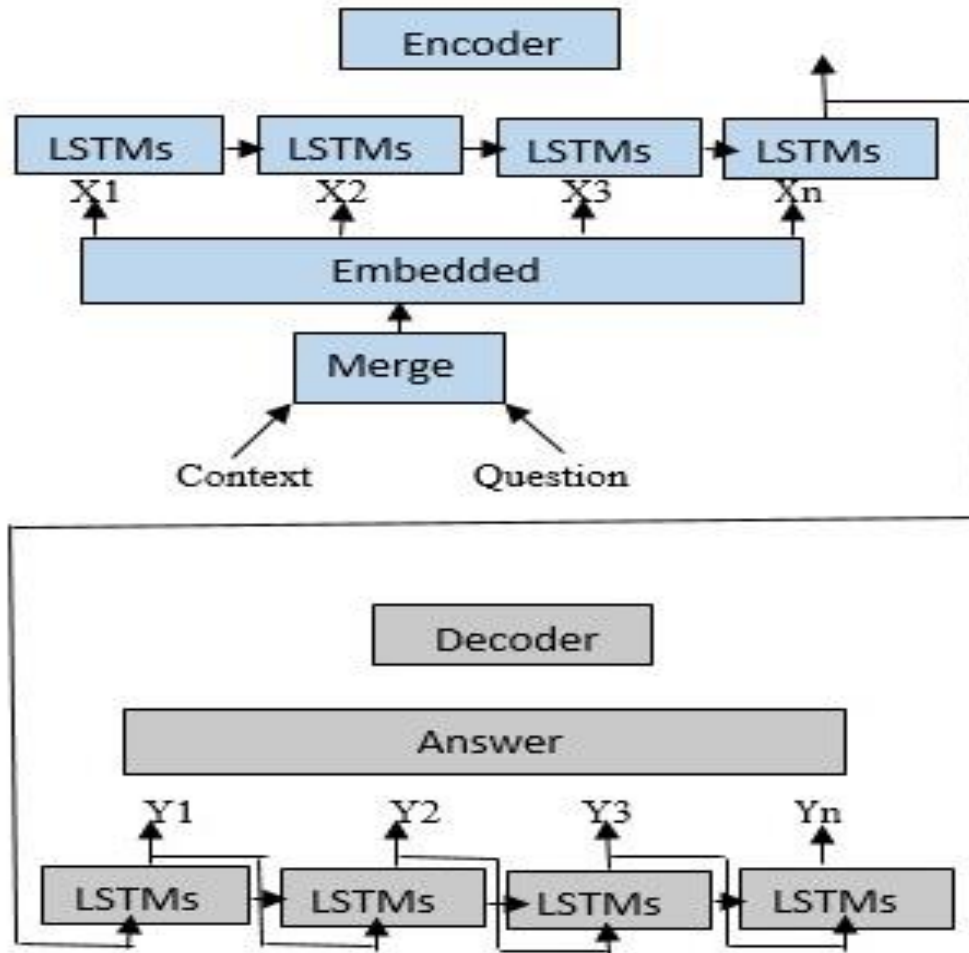 Encoder
LSTMs LSTMs LSTMs LSTMs
X1 X2 X3 Xn
Embedded
Merge
Context Question
Decoder
Answer
Y1 Y2 Y3 Yn
LSTMs LSTMs LSTMs LSTMs